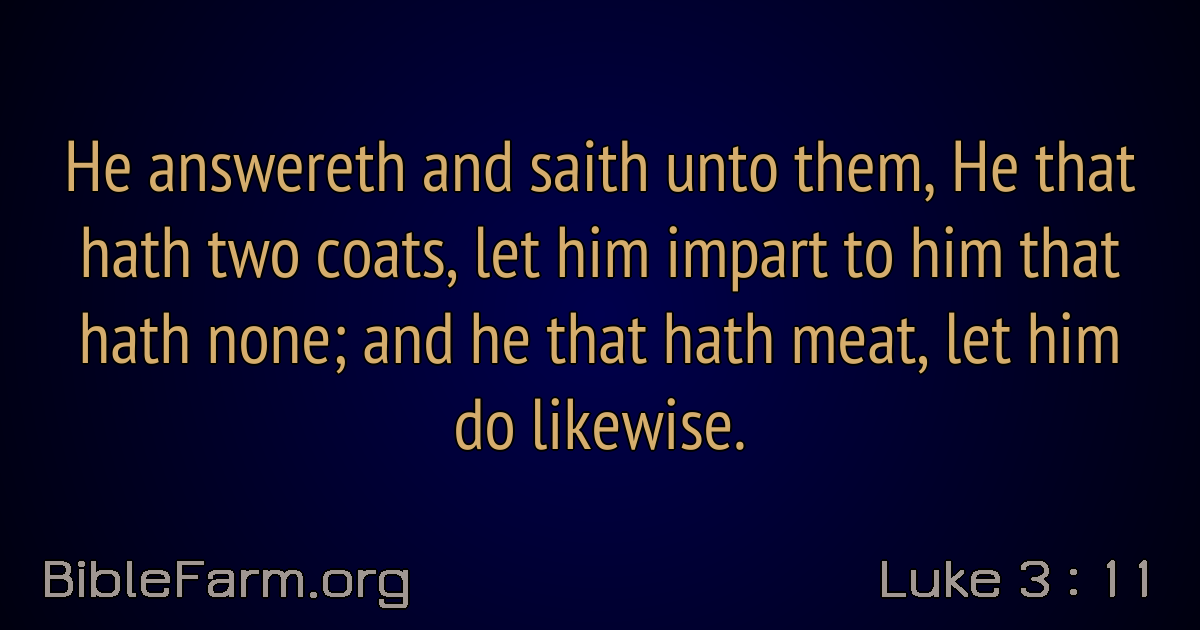 He answereth and saith unto them, He that
hath two coats, let him impart to him that
hath none; and he that hath meat, let him
do likewise.
BibleFarm.org
Luke 3 : 11